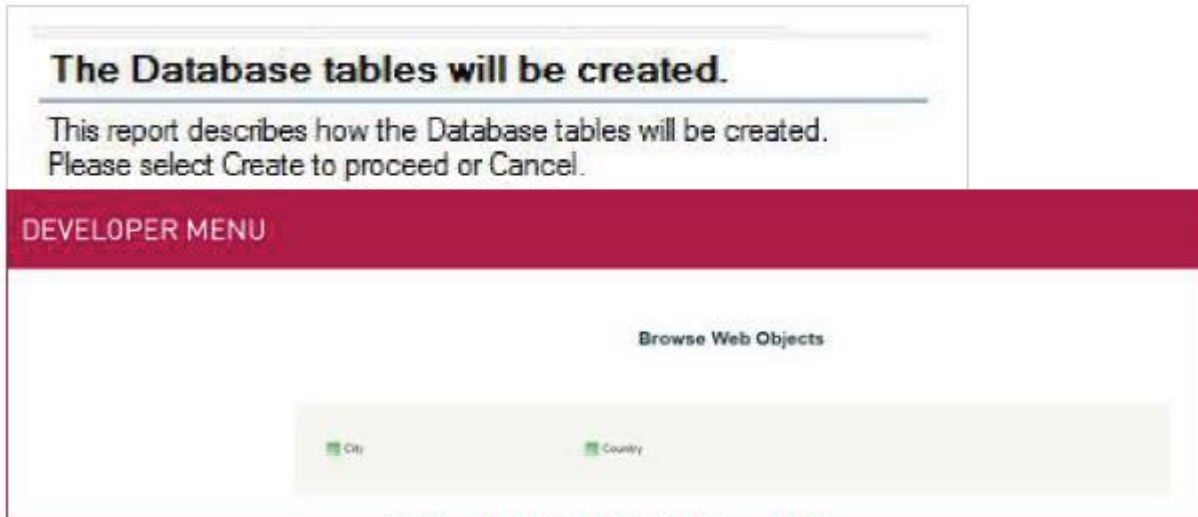 The Database tables will be created.
This report describes how the Database tables will be created.
Please select Create to proceed or Cancel.
DEVELOPER MENU
Browse Web Objects
City
Country